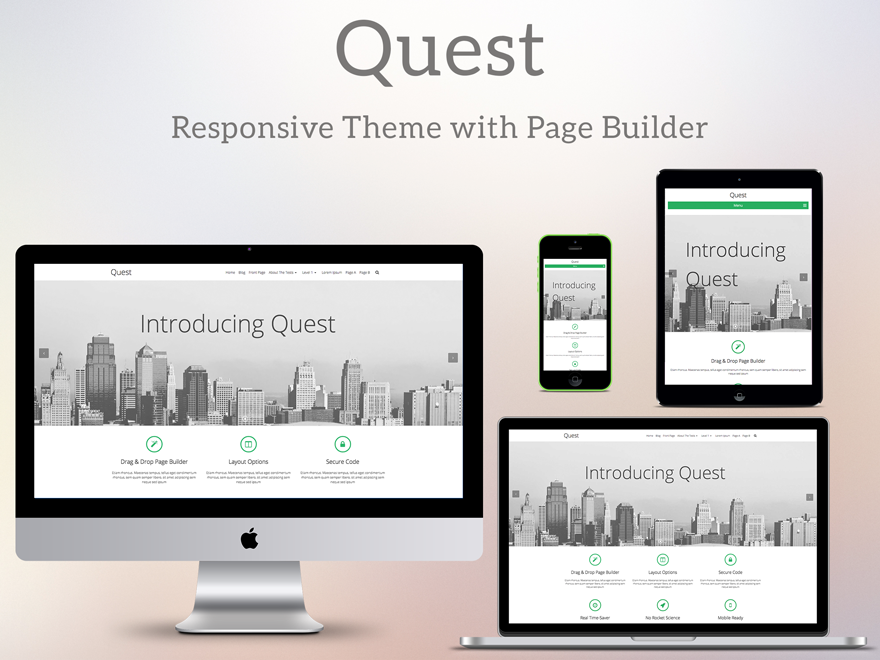 Quest
Responsive Theme with Page Builder
Quest
Home Blog Front Page About The Tests Level 1 Lorem Ipsum Page A Page B
Introducing Quest
Drag & Drop Page Builder
Layout Options
Secure Code
Quest
Introducing
Quest
Quest
Menu
Introducing
Quest
Drag & Drop Page Builder
Quest
Home Blog Front Page About The Tests Level 1 Lorem Ipsum Page A Page B
Introducing Quest
Drag & Drop Page Builder
Layout Options
Secure Code
Real Time Saver
No Rocket Science
Mobile Ready